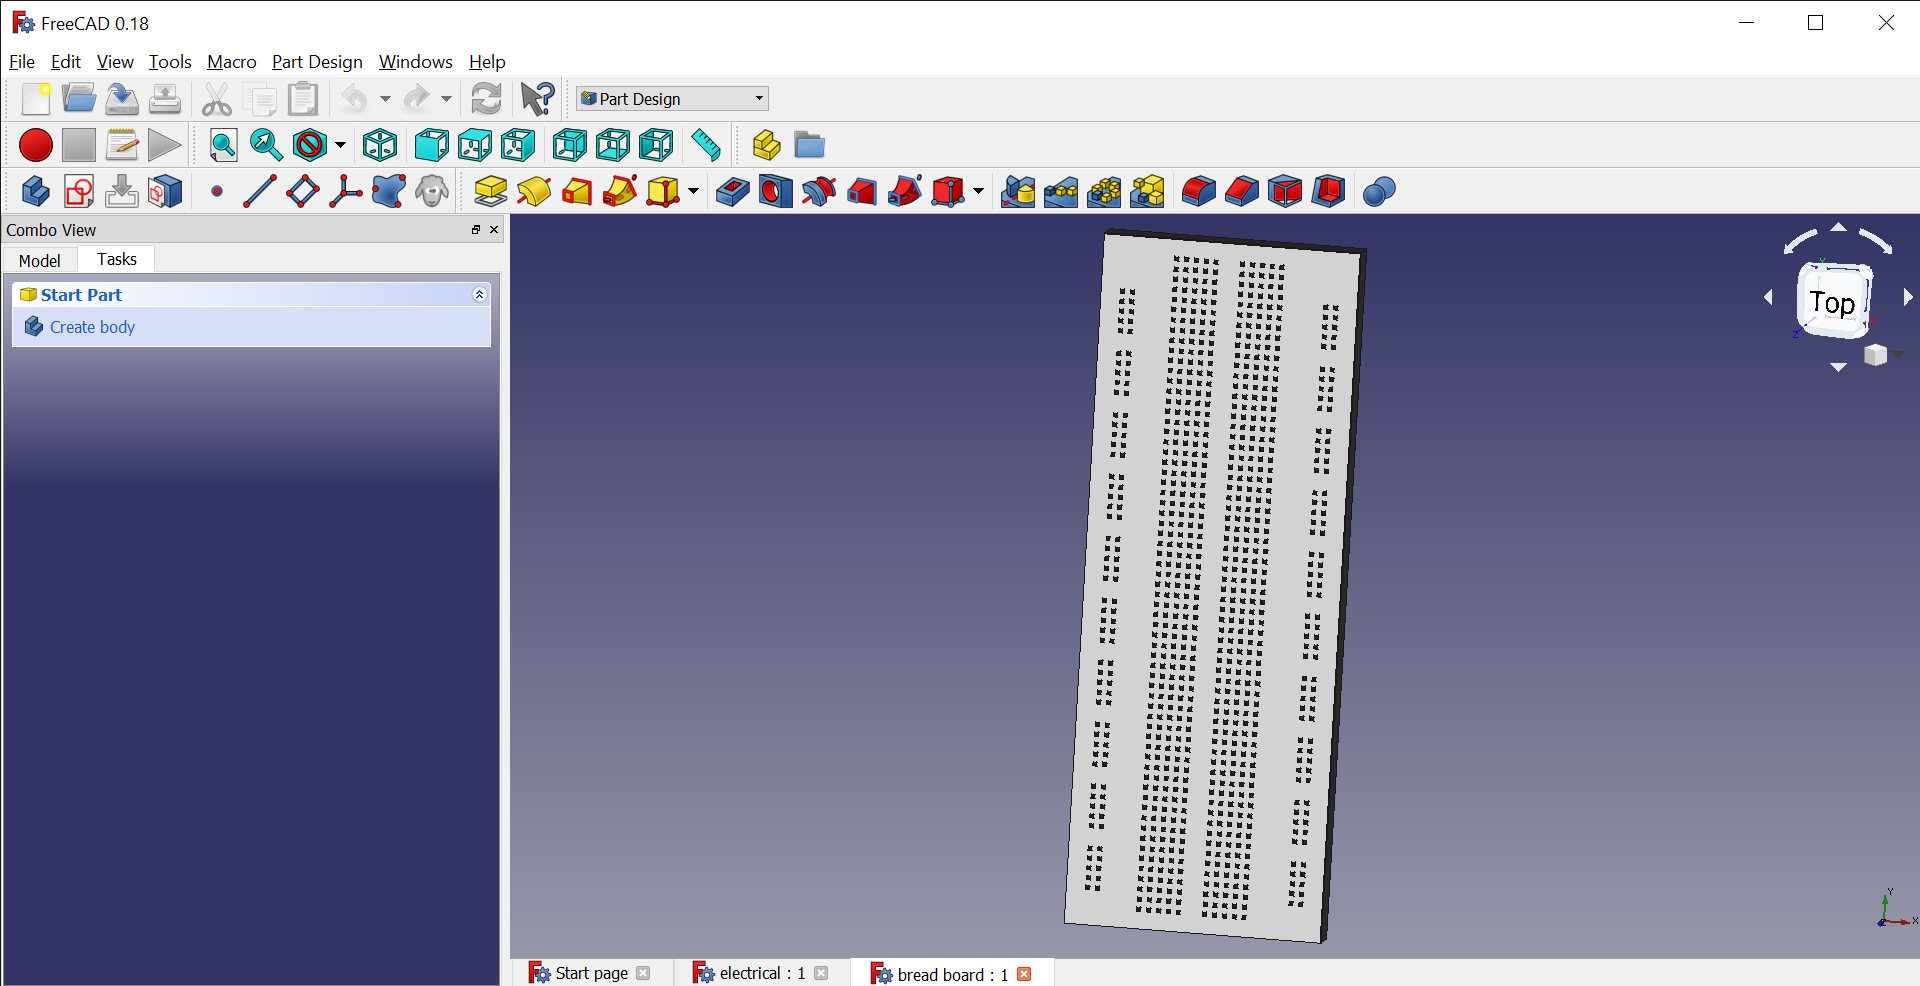 FreeCAD 0.18
File Edit View Tools Macro Part Design Windows Help
Part Design
Combo View
Model Tasks
Start Part
Create body
Top
Y
X
Z
Y
X
Z
Start page electrical : 1 bread board : 1